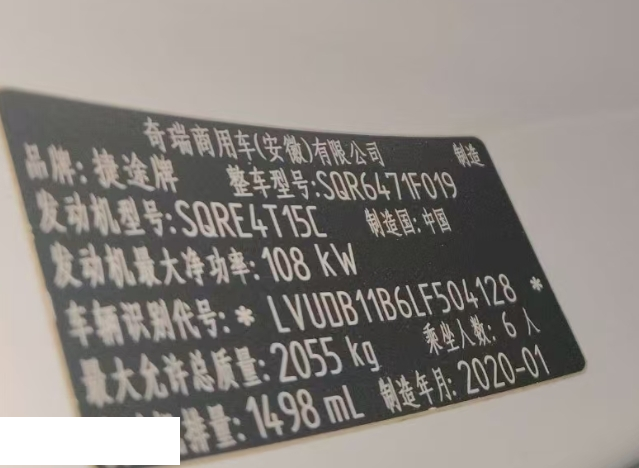 奇瑞商用车(安徽)有限公司 制造
品牌: 捷途牌 整车型号:SQR6471F019
发动机型号:SQRE4T15C 制造国:中国
发动机最大净功率:108 kW
车辆识别代号:* LVUDB11B6LF504128 *
最大允许总质量:2055 kg 乘坐人数: 6 人
排量:1498 mL 制造年月: 2020-01